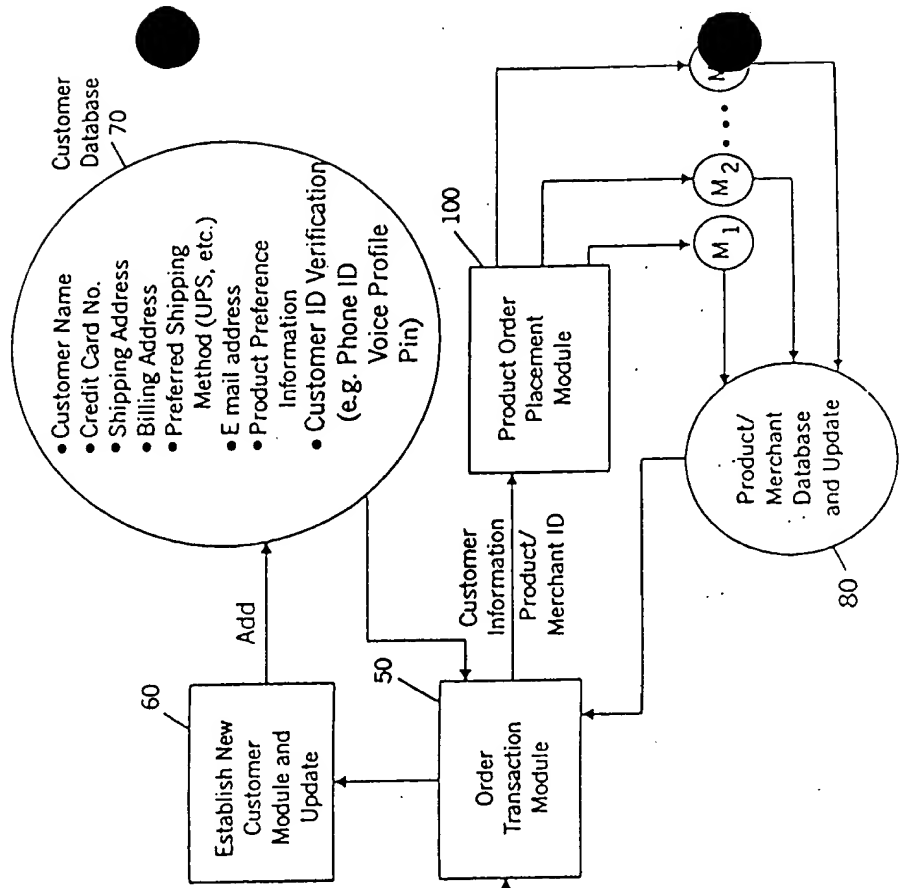 Customer
Database
70
• Customer Name
• Credit Card No.
• Shipping Address
• Billing Address
• Preferred Shipping
Method (UPS, etc.)
• Email address
• Product Preference
Information
• Customer ID Verification
(e.g. Phone ID
Voice Profile
Pin)
Add
60
Establish New
Customer
Module and
Update
50
Order
Transaction
Module
Customer
Information
Product/
Merchant ID
100
Product Order
Placement
Module
M1
M2
• • • •
Product/
Merchant
Database
and Update
80